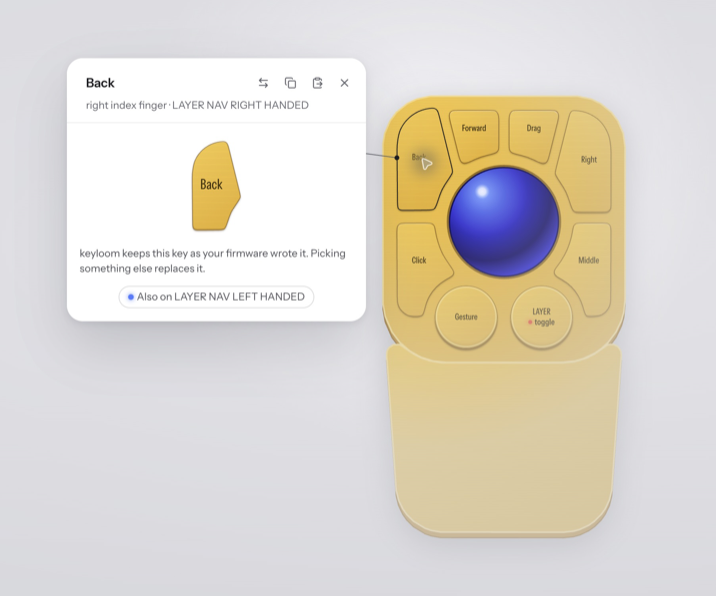 Back
right index finger · LAYER NAV RIGHT HANDED
Back
keyloom keeps this key as your firmware wrote it. Picking
something else replaces it.
Also on LAYER NAV LEFT HANDED
Forward
Drag
Right
Click
Middle
Gesture
LAYER
toggle